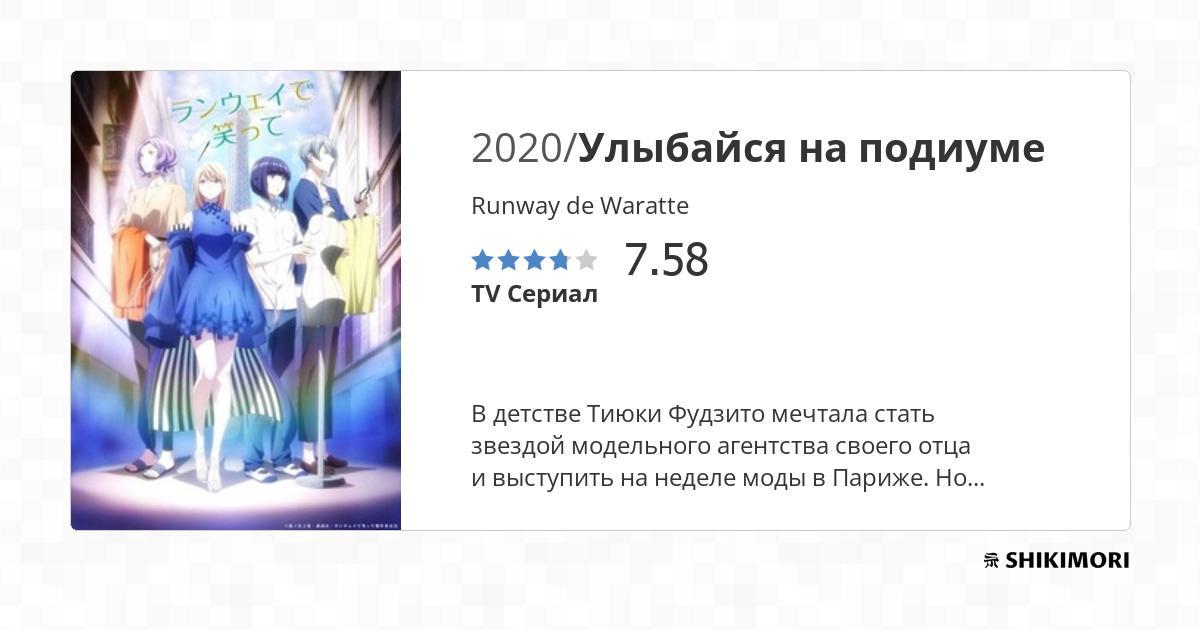 ランウェイで
笑って
2020/Улыбайся на подиуме
Runway de Waratte
7.58
TV Сериал
В детстве Тиюки Фудзито мечтала стать
звездой модельного агентства своего отца
и выступить на неделе моды в Париже. Но...
SHIKIMORI